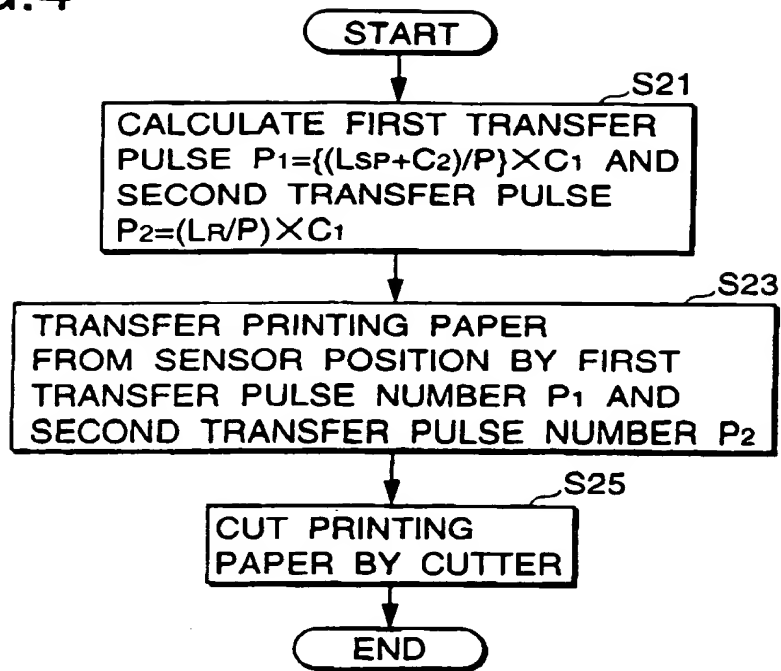 START
S21
CALCULATE FIRST TRANSFER
PULSE P1={(LSP+C2)/P}×C1 AND
SECOND TRANSFER PULSE
P2=(LR/P)×C1
S23
TRANSFER PRINTING PAPER
FROM SENSOR POSITION BY FIRST
TRANSFER PULSE NUMBER P1 AND
SECOND TRANSFER PULSE NUMBER P2
S25
CUT PRINTING
PAPER BY CUTTER
END